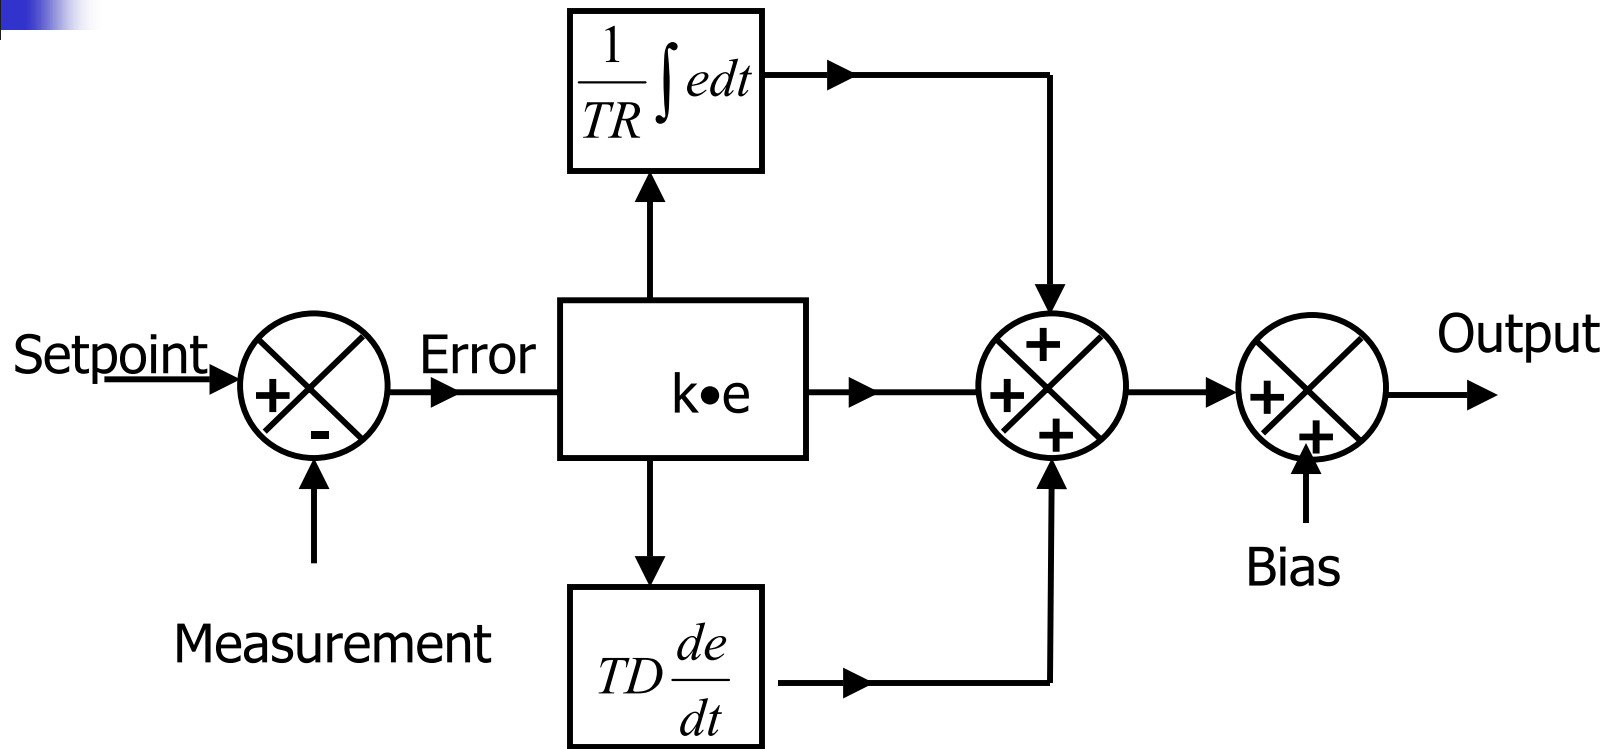 1/TR ∫ edt
Setpoint
+
-
Error
k•e
+
+
+
+
+
Output
Measurement
Bias
TD de/dt